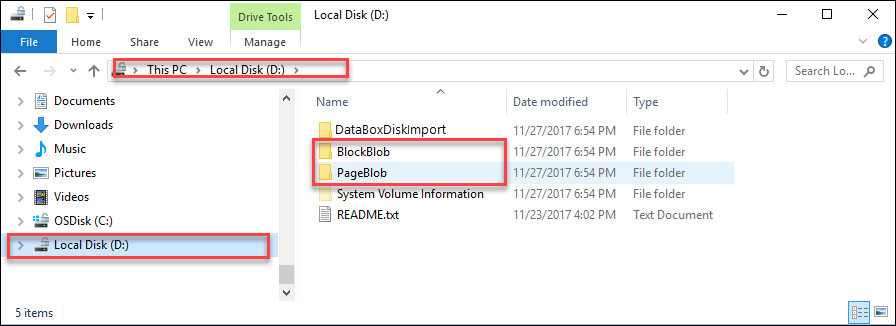 Drive Tools Local Disk (D:)
File Home Share View Manage
This PC Local Disk (D:) Search Lo...
Name Date modified Type
Documents
Downloads
Music
Pictures
Videos
OSDisk (C:)
Local Disk (D:)
DataBoxDiskImport 11/27/2017 6:54 PM File folder
BlockBlob 11/27/2017 6:54 PM File folder
PageBlob 11/27/2017 6:54 PM File folder
System Volume Information 11/27/2017 6:54 PM File folder
README.txt 11/23/2017 4:02 PM Text Document
5 items